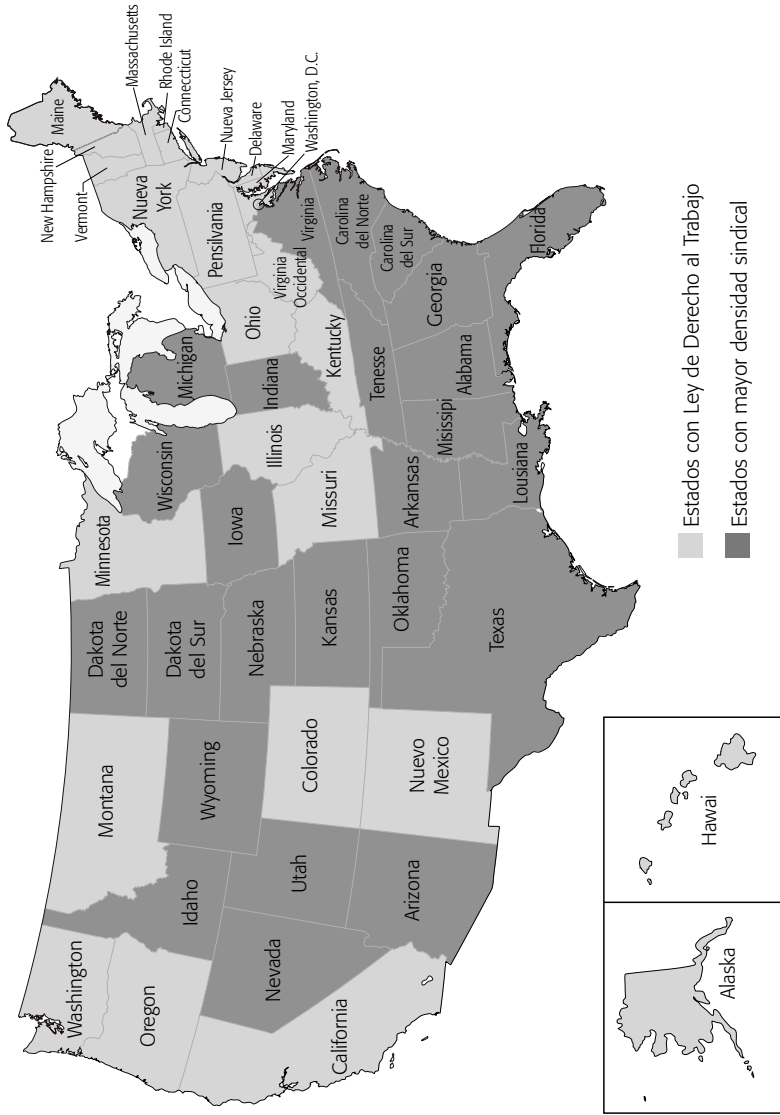 Washington
Oregon
California
Nevada
Idaho
Montana
Wyoming
Utah
Arizona
Colorado
Nuevo
Mexico
Dakota
del Norte
Dakota
del Sur
Nebraska
Kansas
Oklahoma
Texas
Minnesota
Iowa
Missuri
Arkansas
Lousiana
Wisconsin
Illinois
Michigan
Indiana
Ohio
Kentucky
Tenesse
Misissipi
Alabama
Georgia
Florida
Carolina
del Sur
Carolina
del Norte
Virginia
Virginia
Occidental
Pensilvania
Nueva
York
Vermont
New Hampshire
Maine
Massachusetts
Rhode Island
Conneccticut
Nueva Jersey
Delaware
Maryland
Washington, D.C.
Alaska
Hawai
Estados con Ley de Derecho al Trabajo
Estados con mayor densidad sindical